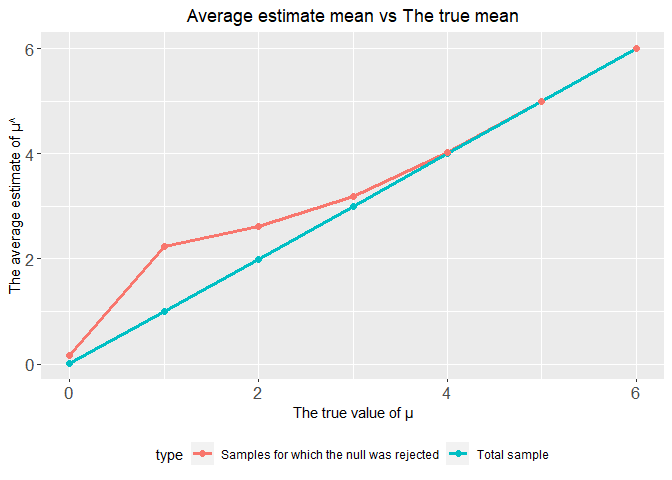 Average estimate mean vs The true mean
The average estimate of μ^
6
4
2
0
0 2 4 6
The true value of μ
type Samples for which the null was rejected Total sample